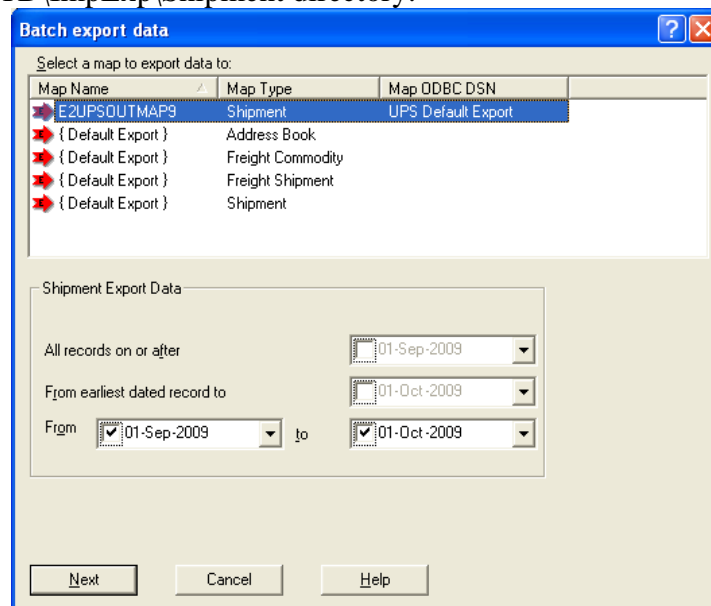 \ImpExp\Shipment directory.
Batch export data
Select a map to export data to:
Map Name Map Type Map ODBC DSN
E2UPSOUTMAP9 Shipment UPS Default Export
{ Default Export } Address Book
{ Default Export } Freight Commodity
{ Default Export } Freight Shipment
{ Default Export } Shipment
Shipment Export Data
All records on or after 01-Sep-2009
From earliest dated record to 01-Oct-2009
From 01-Sep-2009 to 01-Oct-2009
Next Cancel Help